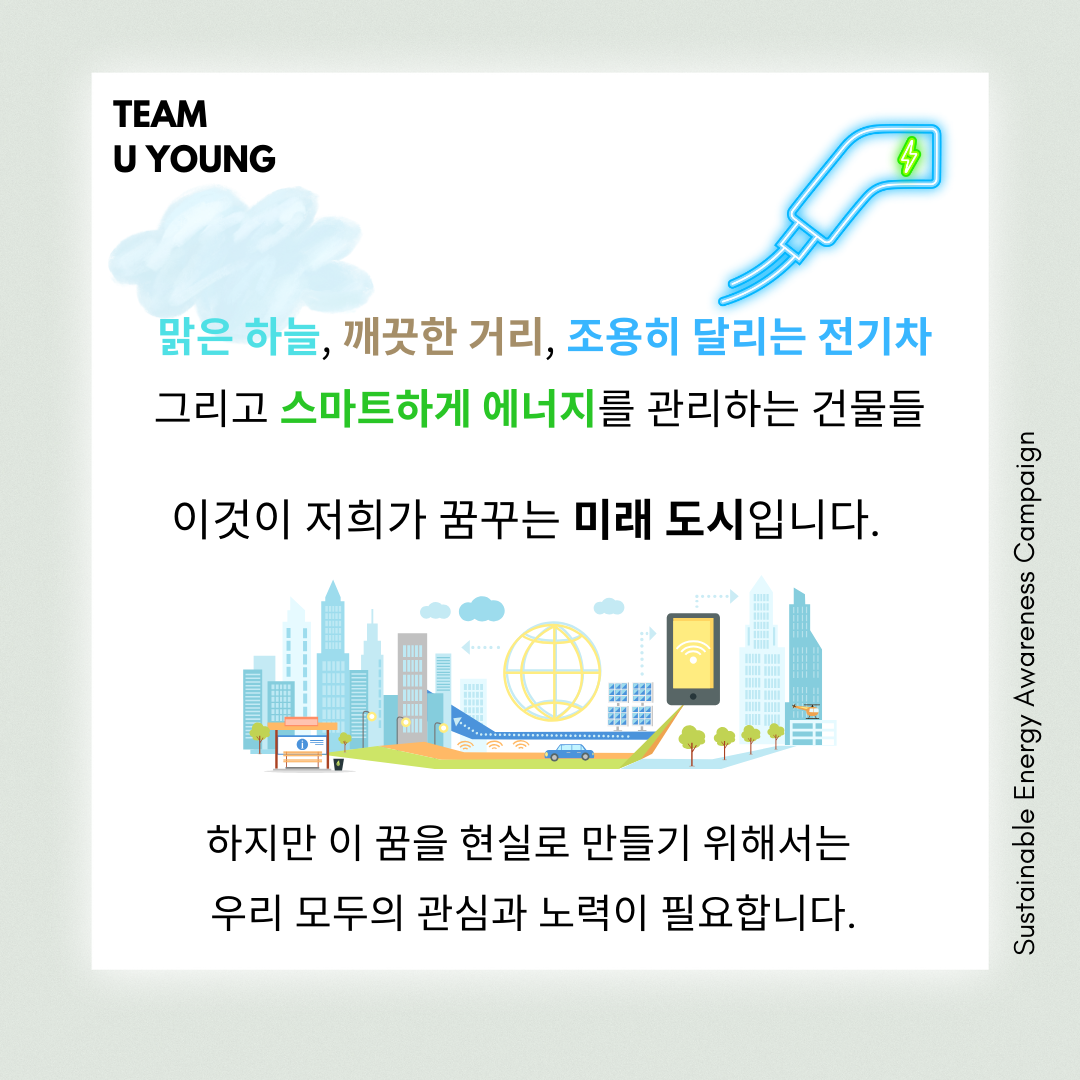 TEAM
U YOUNG
맑은 하늘, 깨끗한 거리, 조용히 달리는 전기차
그리고 스마트하게 에너지를 관리하는 건물들
이것이 저희가 꿈꾸는 미래 도시입니다.
하지만 이 꿈을 현실로 만들기 위해서는
우리 모두의 관심과 노력이 필요합니다.
Sustainable Energy Awareness Campaign